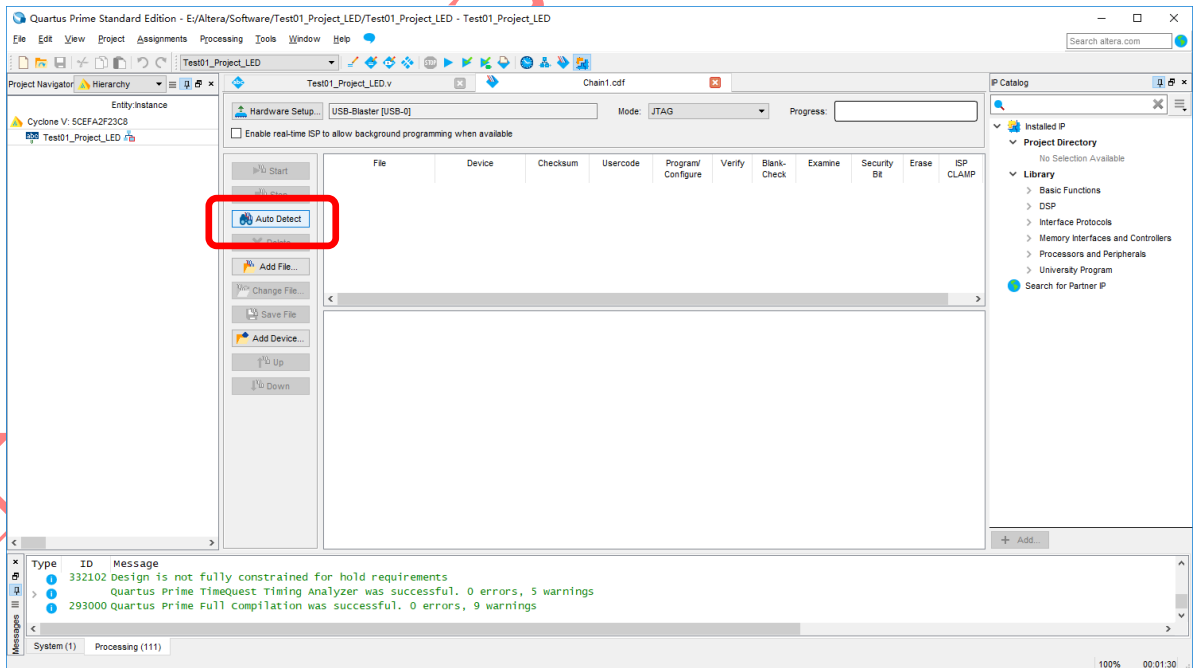 Quartus Prime Standard Edition - E:/Altera/Software/Test01_Project_LED/Test01_Project_LED - Test01_Project_LED
File Edit View Project Assignments Processing Tools Window Help
Search altera.com
Test01_Project_LED
Project Navigator Hierarchy
Entity:Instance
Cyclone V: 5CEFA2F23C8
Test01_Project_LED
Test01_Project_LED.v
Chain1.cdf
Hardware Setup... USB-Blaster [USB-0] Mode: JTAG Progress:
Enable real-time ISP to allow background programming when available
Start
Stop
Auto Detect
Delete
Add File...
Change File...
Save File
Add Device...
Up
Down
File Device Checksum Usercode Program/ Configure Verify Blank- Check Examine Security Bit Erase ISP CLAMP
IP Catalog
Installed IP
Project Directory
No Selection Available
Library
Basic Functions
DSP
Interface Protocols
Memory Interfaces and Controllers
Processors and Peripherals
University Program
Search for Partner IP
+ Add...
Messages
Type ID Message
332102 Design is not fully constrained for hold requirements
Quartus Prime TimeQuest Timing Analyzer was successful. 0 errors, 5 warnings
293000 Quartus Prime Full Compilation was successful. 0 errors, 9 warnings
System (1) Processing (111)
100% 00:01:30